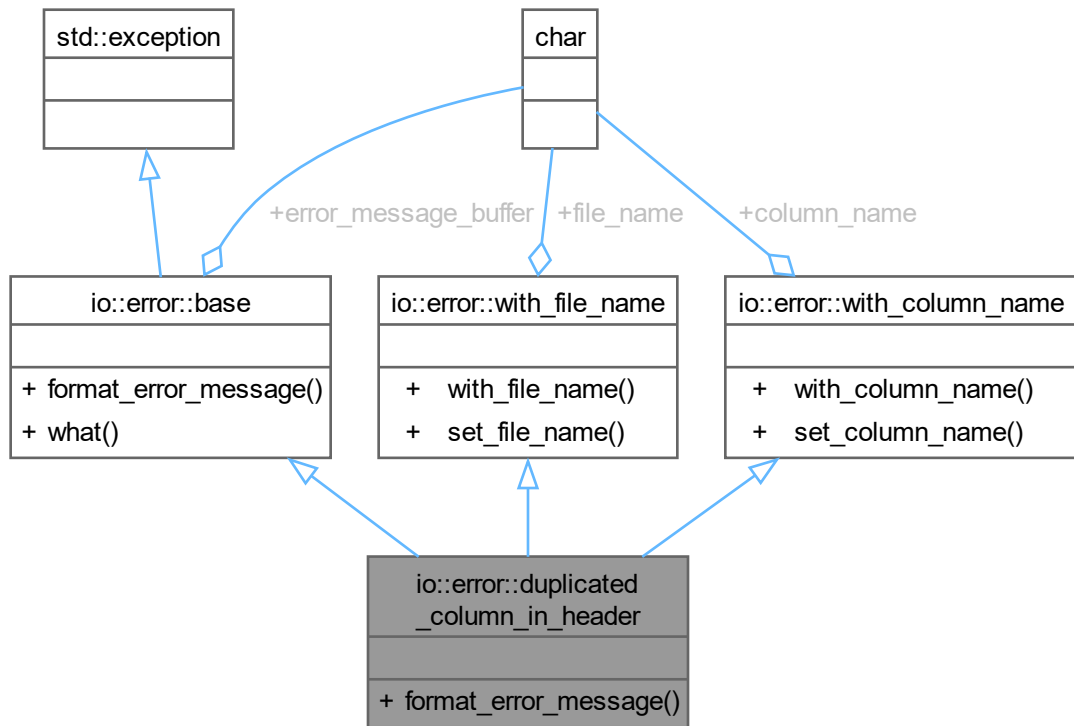 std::exception
char
+error_message_buffer
+file_name
+column_name
io::error::base
+ format_error_message()
+ what()
io::error::with_file_name
+ with_file_name()
+ set_file_name()
io::error::with_column_name
+ with_column_name()
+ set_column_name()
io::error::duplicated
_column_in_header
+ format_error_message()